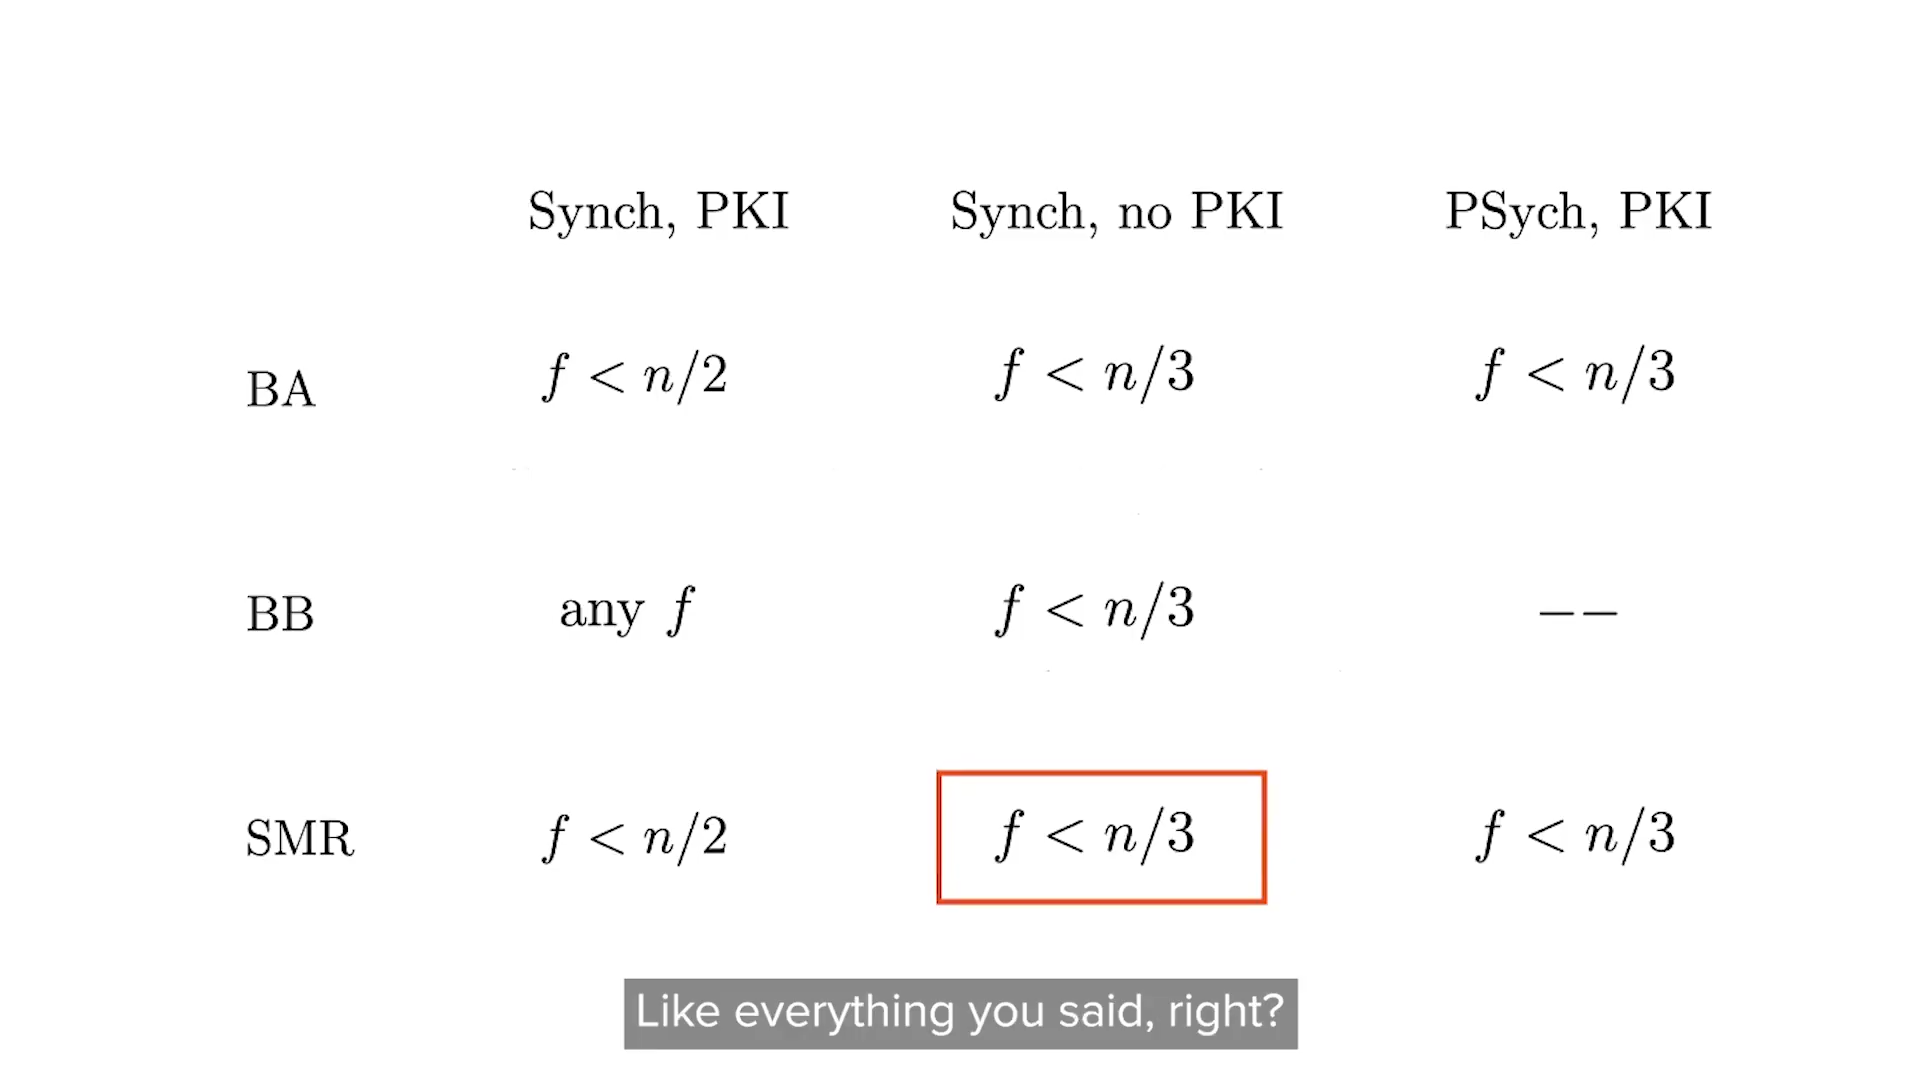 Synch, PKI Synch, no PKI PSych, PKI
BA f < n/2 f < n/3 f < n/3
BB any f f < n/3 −−
SMR f < n/2 f < n/3 f < n/3
Like everything you said, right?